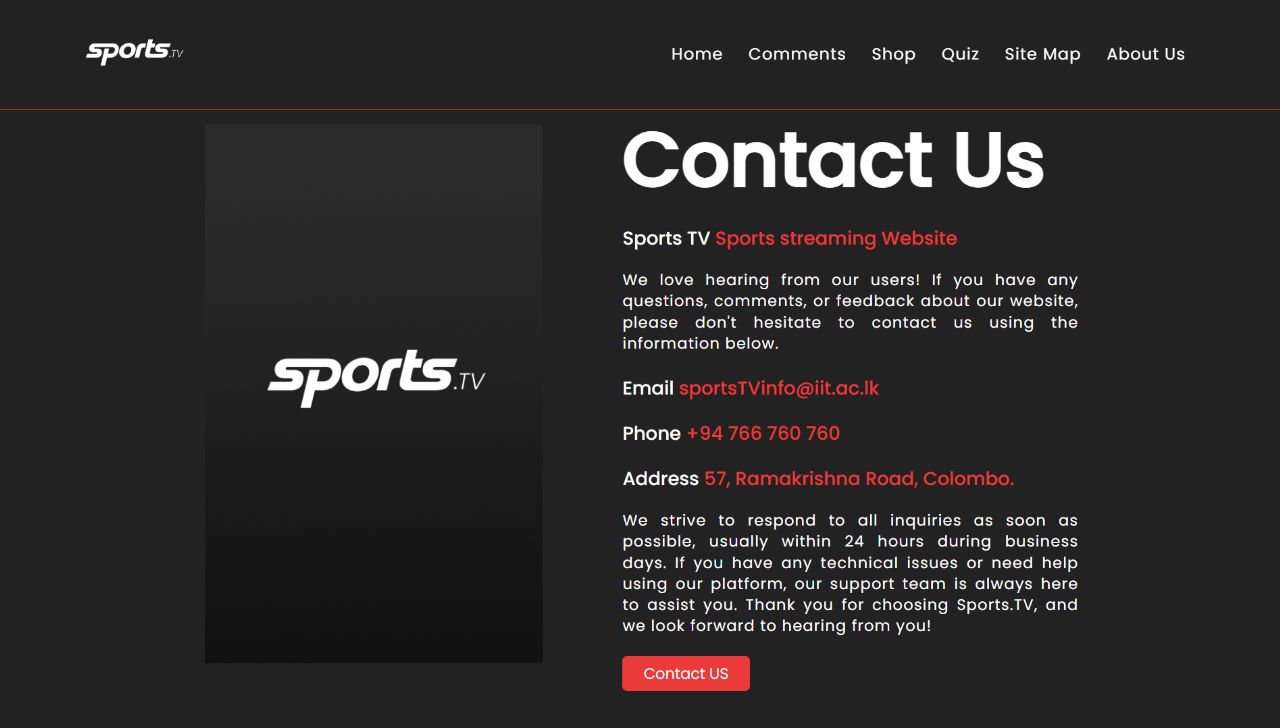 sports.TV
Home Comments Shop Quiz Site Map About Us
Contact Us
Sports TV Sports streaming Website
We love hearing from our users! If you have any
questions, comments, or feedback about our website,
please don't hesitate to contact us using the
information below.
sports.TV
Email sportsTVinfo@iit.ac.lk
Phone +94 766 760 760
Address 57, Ramakrishna Road, Colombo.
We strive to respond to all inquiries as soon as
possible, usually within 24 hours during business
days. If you have any technical issues or need help
using our platform, our support team is always here
to assist you. Thank you for choosing Sports.TV, and
we look forward to hearing from you!
Contact US